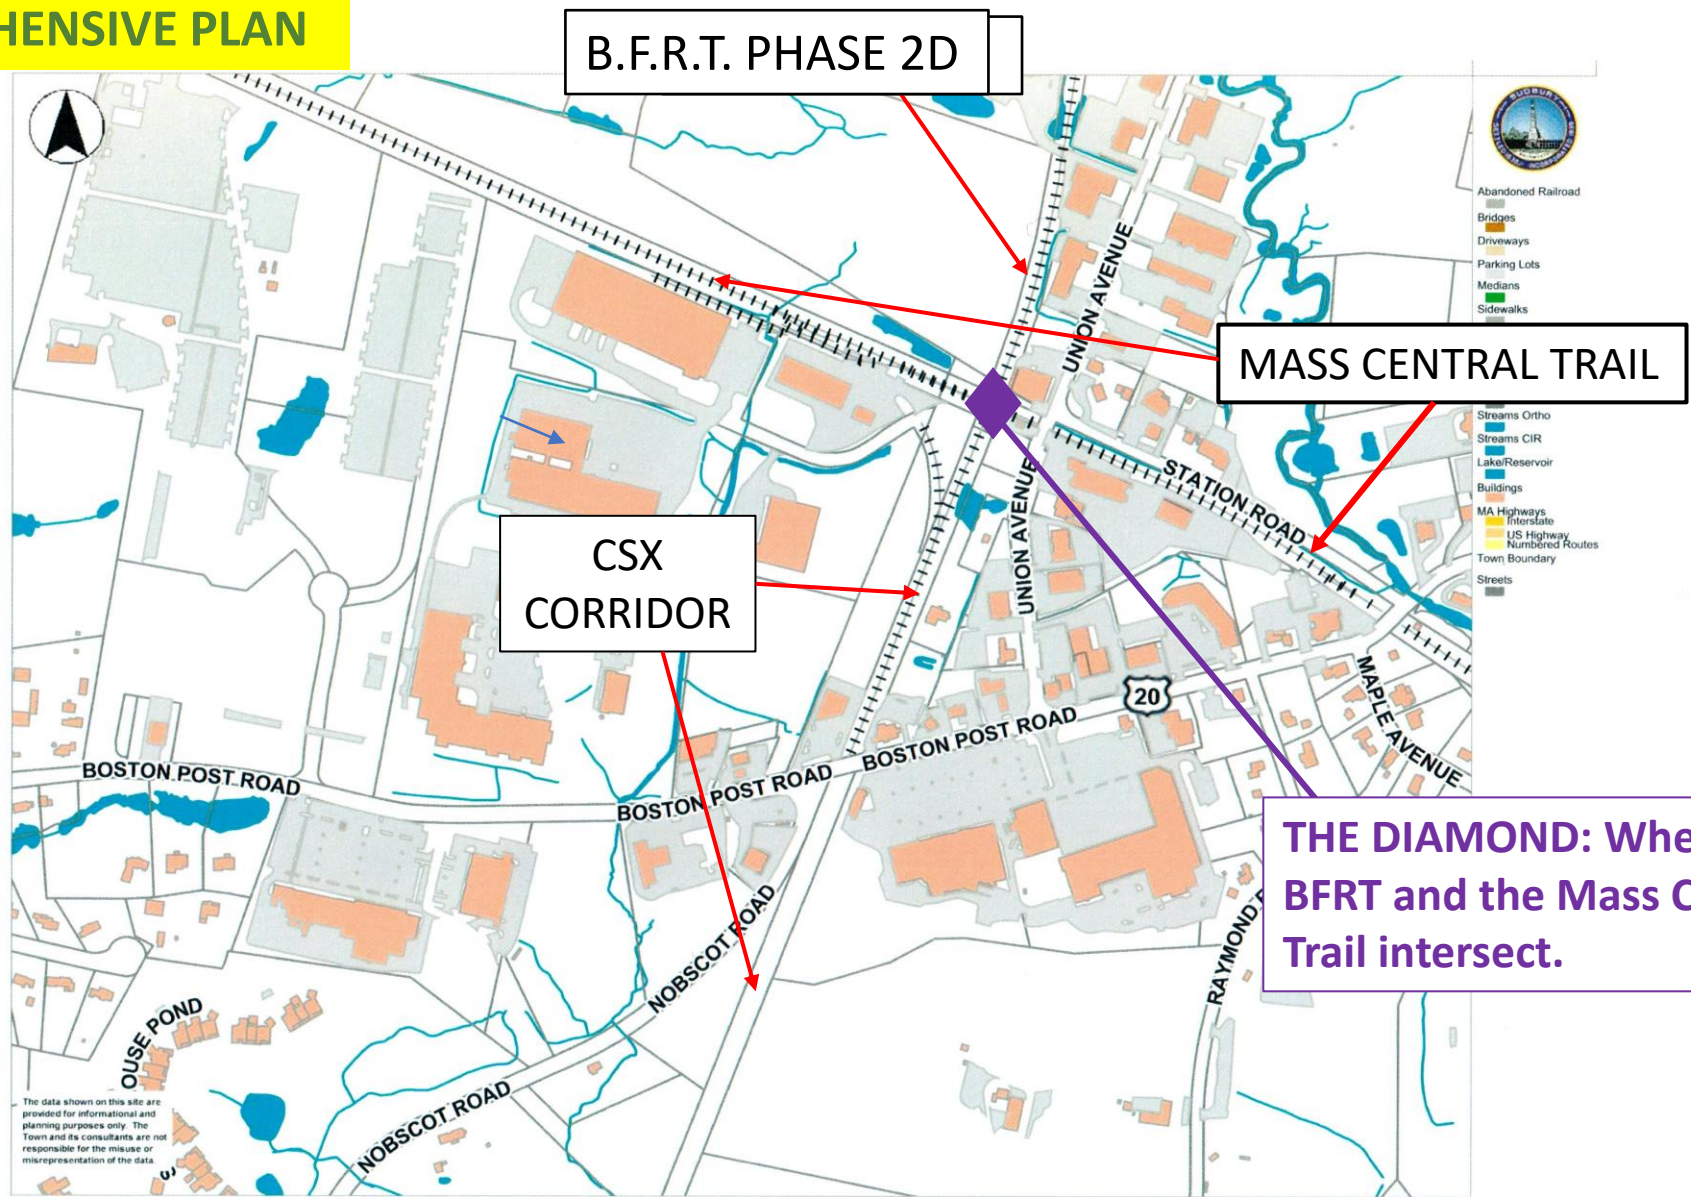 HENSIVE PLAN
B.F.R.T. PHASE 2D
SUDBURY
Abandoned Railroad
Bridges
Driveways
Parking Lots
Medians
Sidewalks
UNION AVENUE
MASS CENTRAL TRAIL
Streams Ortho
Streams CIR
Lake/Reservoir
Buildings
MA Highways
Interstate
US Highway
Numbered Routes
Town Boundary
Streets
STATION ROAD
UNION AVENUE
CSX
CORRIDOR
20
MAPLE AVENUE
BOSTON POST ROAD
BOSTON POST ROAD
BOSTON POST ROAD
THE DIAMOND: Whe
BFRT and the Mass C
Trail intersect.
NOBSCOT ROAD
RAYMOND
OUSE POND
NOBSCOT ROAD
The data shown on this site are
provided for informational and
planning purposes only. The
Town and its consultants are not
responsible for the misuse or
misrepresentation of the data.